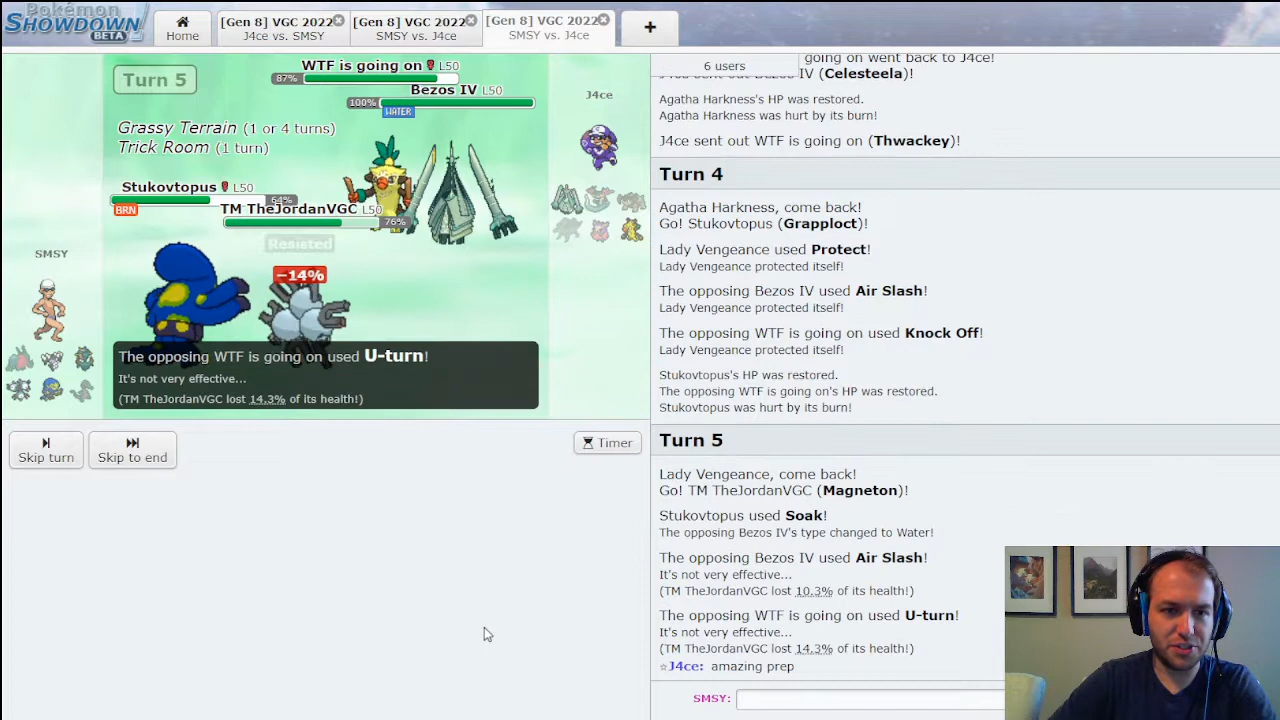 Pokémon
SHOWDOWN
BETA
Home
[Gen 8] VGC 2022
J4ce vs. SMSY
[Gen 8] VGC 2022
SMSY vs. J4ce
[Gen 8] VGC 2022
SMSY vs. J4ce
+
Turn 5
WTF is going on L50
87%
Bezos IV L50
100%
WATER
Grassy Terrain (1 or 4 turns)
Trick Room (1 turn)
Stukovtopus L50
64%
BRN
TM TheJordanVGC L50
76%
Resisted
−14%
The opposing WTF is going on used U-turn!
It's not very effective...
(TM TheJordanVGC lost 14.3% of its health!)
J4ce
SMSY
Skip turn
Skip to end
Timer
6 users
going on went back to J4ce!
J4ce sent out Bezos IV (Celesteela)!
Agatha Harkness's HP was restored.
Agatha Harkness was hurt by its burn!
J4ce sent out WTF is going on (Thwackey)!
Turn 4
Agatha Harkness, come back!
Go! Stukovtopus (Grapploct)!
Lady Vengeance used Protect!
Lady Vengeance protected itself!
The opposing Bezos IV used Air Slash!
Lady Vengeance protected itself!
The opposing WTF is going on used Knock Off!
Lady Vengeance protected itself!
Stukovtopus's HP was restored.
The opposing WTF is going on's HP was restored.
Stukovtopus was hurt by its burn!
Turn 5
Lady Vengeance, come back!
Go! TM TheJordanVGC (Magneton)!
Stukovtopus used Soak!
The opposing Bezos IV's type changed to Water!
The opposing Bezos IV used Air Slash!
It's not very effective...
(TM TheJordanVGC lost 10.3% of its health!)
The opposing WTF is going on used U-turn!
It's not very effective...
(TM TheJordanVGC lost 14.3% of its health!)
☆J4ce: amazing prep
SMSY: